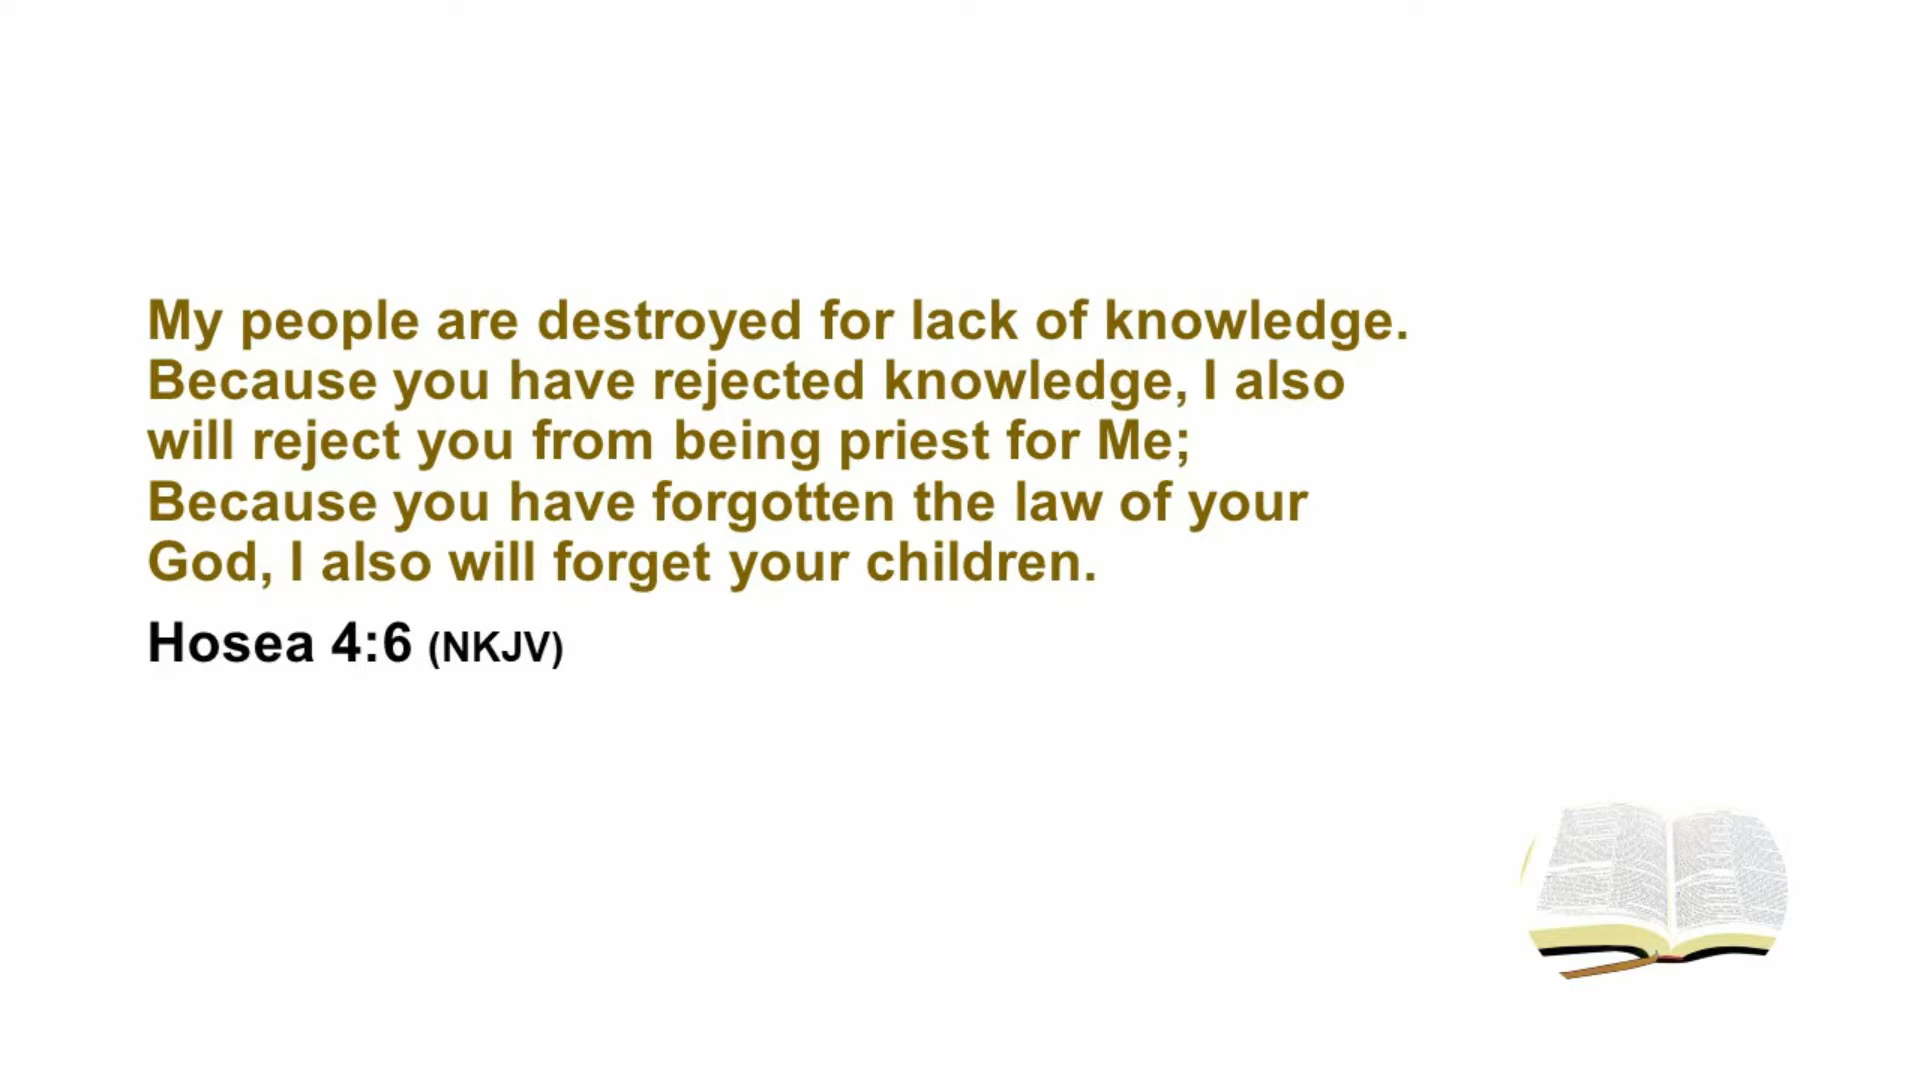 My people are destroyed for lack of knowledge.
Because you have rejected knowledge, I also
will reject you from being priest for Me;
Because you have forgotten the law of your
God, I also will forget your children.
Hosea 4:6 (NKJV)